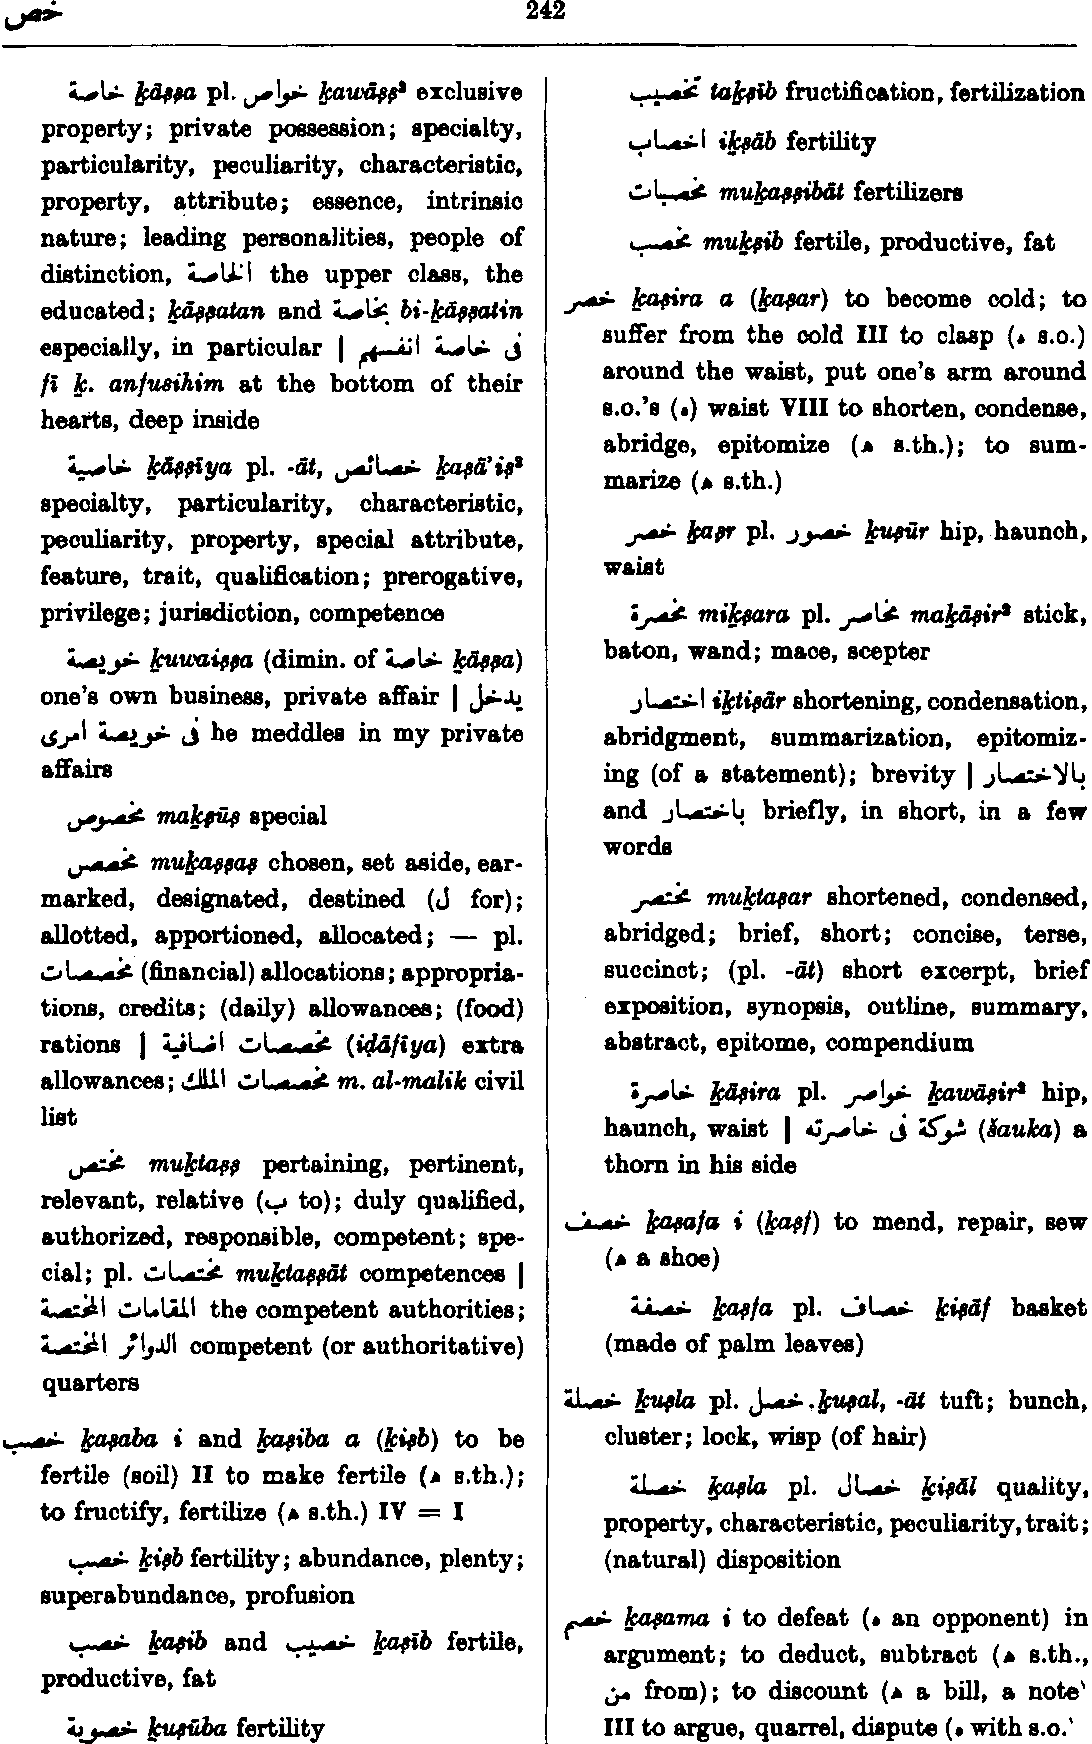 خص 242
خاصة ḵāṣṣa pl. خواص ḵawāṣṣ² exclusive
property; private possession; specialty,
particularity, peculiarity, characteristic,
property, attribute; essence, intrinsic
nature; leading personalities, people of
distinction, الخاصة the upper class, the
educated; ḵāṣṣatan and بخاصة bi-ḵāṣṣatin
especially, in particular | فى خاصة انفسهم
fī ḵ. anfusihim at the bottom of their
hearts, deep inside
خاصية ḵāṣṣīya pl. -āt, خصائص ḵaṣā'iṣ²
specialty, particularity, characteristic,
peculiarity, property, special attribute,
feature, trait, qualification; prerogative,
privilege; jurisdiction, competence
خويصة ḵuwaiṣṣa (dimin. of خاصة ḵāṣṣa)
one's own business, private affair | يدخل
فى خويصة امرى he meddles in my private
affairs
مخصوص maḵṣūṣ special
مخصص muḵaṣṣaṣ chosen, set aside, ear-
marked, designated, destined (ل for);
allotted, apportioned, allocated; — pl.
مخصصات (financial) allocations; appropria-
tions, credits; (daily) allowances; (food)
rations | مخصصات اضافية (iḍāfīya) extra
allowances; مخصصات الملك m. al-malik civil
list
مختص muḵtaṣṣ pertaining, pertinent,
relevant, relative (ب to); duly qualified,
authorized, responsible, competent; spe-
cial; pl. مختصات muḵtaṣṣāt competences |
المقامات المختصة the competent authorities;
الدوائر المختصة competent (or authoritative)
quarters
خصب ḵaṣaba i and ḵaṣiba a (ḵiṣb) to be
fertile (soil) II to make fertile (ه s.th.);
to fructify, fertilize (ه s.th.) IV = I
خصب ḵiṣb fertility; abundance, plenty;
superabundance, profusion
خصب ḵaṣib and خصيب ḵaṣīb fertile,
productive, fat
خصوبة ḵuṣūba fertility
تخصيب taḵṣīb fructification, fertilization
اخصاب iḵṣāb fertility
مخصبات muḵaṣṣibāt fertilizers
مخصب muḵṣib fertile, productive, fat
خصر ḵaṣira a (ḵaṣar) to become cold; to
suffer from the cold III to clasp (ه s.o.)
around the waist, put one's arm around
s.o.'s (ه) waist VIII to shorten, condense,
abridge, epitomize (ه s.th.); to sum-
marize (ه s.th.)
خصر ḵaṣr pl. خصور ḵuṣūr hip, haunch,
waist
مخصرة miḵṣara pl. مخاصر maḵāṣir² stick,
baton, wand; mace, scepter
اختصار iḵtiṣār shortening, condensation,
abridgment, summarization, epitomiz-
ing (of a statement); brevity | بالاختصار
and باختصار briefly, in short, in a few
words
مختصر muḵtaṣar shortened, condensed,
abridged; brief, short; concise, terse,
succinct; (pl. -āt) short excerpt, brief
exposition, synopsis, outline, summary,
abstract, epitome, compendium
خاصرة ḵāṣira pl. خواصر ḵawāṣir² hip,
haunch, waist | شوكة فى خاصرته (šauka) a
thorn in his side
خصف ḵaṣafa i (ḵaṣf) to mend, repair, sew
(ه a shoe)
خصفة ḵaṣfa pl. خصاف ḵiṣāf basket
(made of palm leaves)
خصلة ḵuṣla pl. خصل .ḵuṣal, -āt tuft; bunch,
cluster; lock, wisp (of hair)
خصلة ḵaṣla pl. خصال ḵiṣāl quality,
property, characteristic, peculiarity, trait;
(natural) disposition
خصم ḵaṣama i to defeat (ه an opponent) in
argument; to deduct, subtract (ه s.th.,
من from); to discount (ه a bill, a note'
III to argue, quarrel, dispute (ه with s.o.'